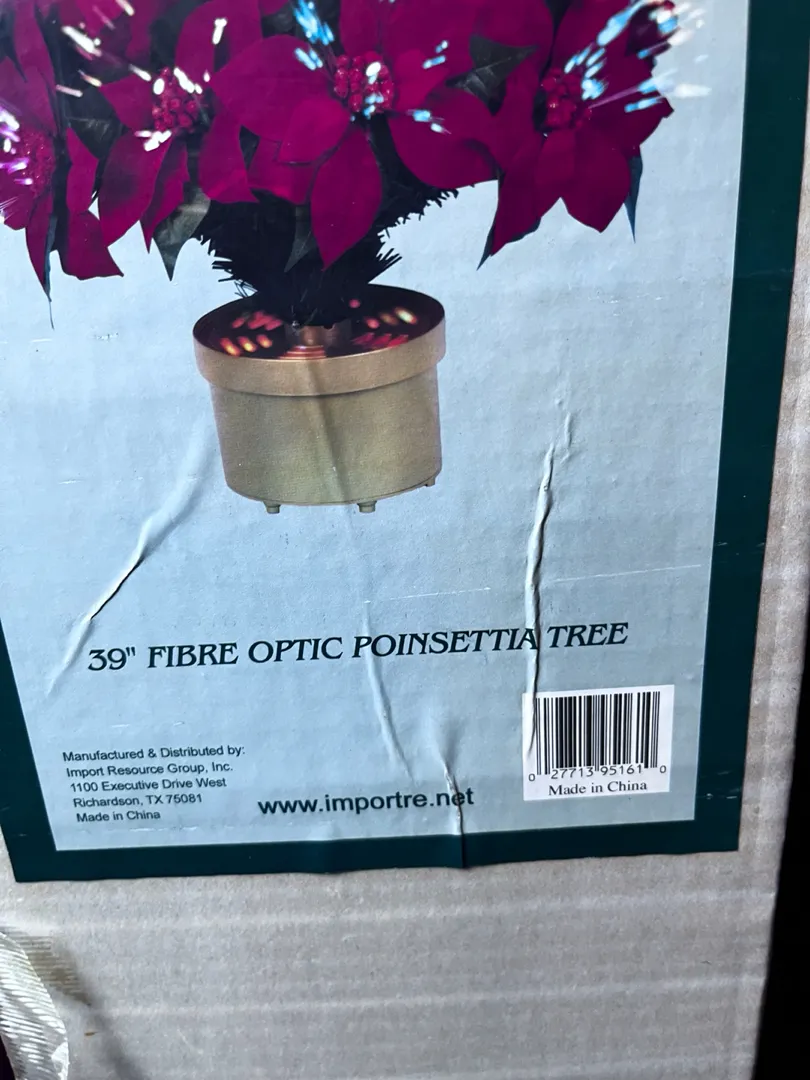 39" FIBRE OPTIC POINSETTIA TREE
Manufactured & Distributed by:
Import Resource Group, Inc.
1100 Executive Drive West
Richardson, TX 75081
Made in China
www.importre.net
0 27713 95161 0
Made in China